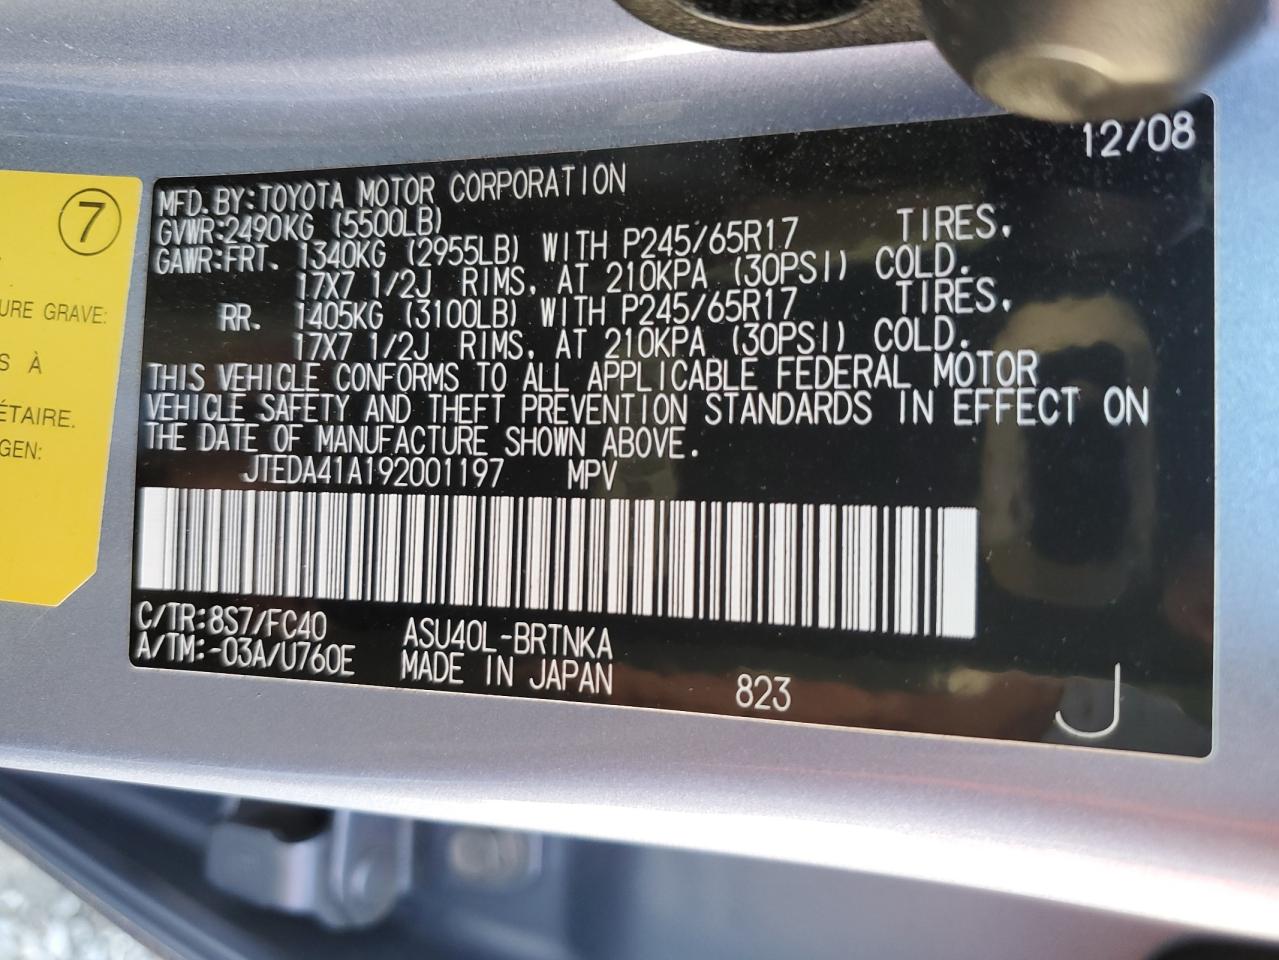 12/08
MFD. BY: TOYOTA MOTOR CORPORATION
GVWR: 2490KG (5500LB)
GAWR: FRT. 1340KG (2955LB) WITH P245/65R17 TIRES,
17X7 1/2J RIMS, AT 210KPA (30PSI) COLD.
RR. 1405KG (3100LB) WITH P245/65R17 TIRES,
17X7 1/2J RIMS, AT 210KPA (30PSI) COLD.
THIS VEHICLE CONFORMS TO ALL APPLICABLE FEDERAL MOTOR
VEHICLE SAFETY AND THEFT PREVENTION STANDARDS IN EFFECT ON
THE DATE OF MANUFACTURE SHOWN ABOVE.
JTEDA41A192001197 MPV
C/TR: 8S7/FC40 ASU40L-BRTNKA
A/TM: -03A/U760E MADE IN JAPAN
823
J
7
URE GRAVE:
S À
ÉTAIRE.
GEN: